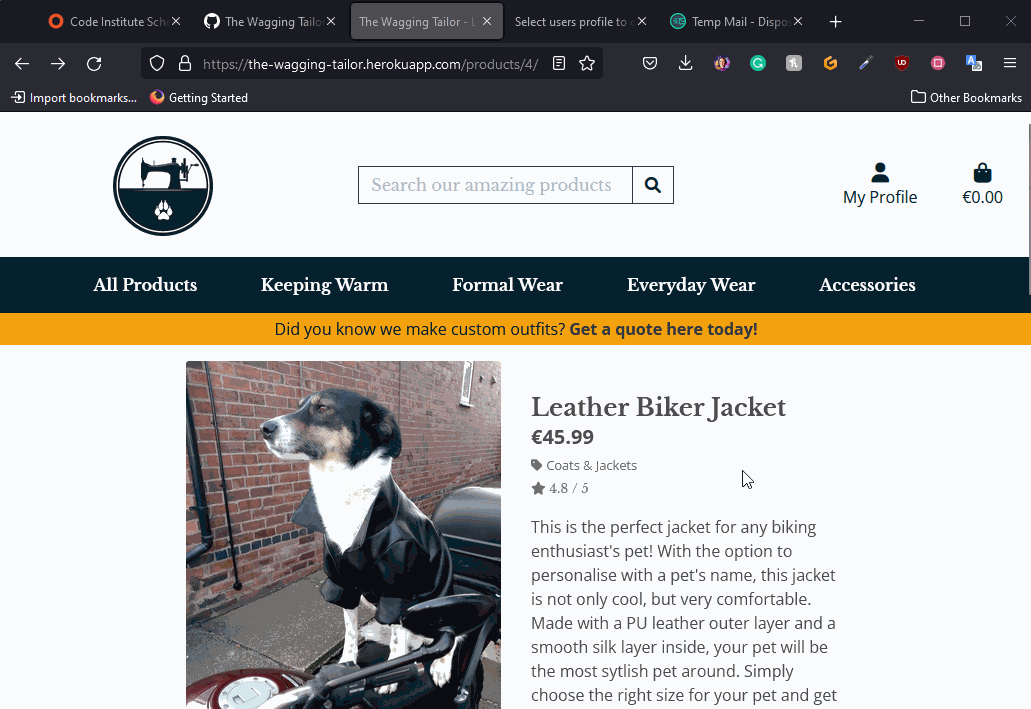 Code Institute Sch
The Wagging Tailo
The Wagging Tailor - L
Select users profile to
Temp Mail - Dispo
https://the-wagging-tailor.herokuapp.com/products/4/
Import bookmarks...
Getting Started
Other Bookmarks
Search our amazing products
My Profile
€0.00
All Products
Keeping Warm
Formal Wear
Everyday Wear
Accessories
Did you know we make custom outfits? Get a quote here today!
Leather Biker Jacket
€45.99
Coats & Jackets
4.8 / 5
This is the perfect jacket for any biking
enthusiast's pet! With the option to
personalise with a pet's name, this jacket
is not only cool, but very comfortable.
Made with a PU leather outer layer and a
smooth silk layer inside, your pet will be
the most sytlish pet around. Simply
choose the right size for your pet and get